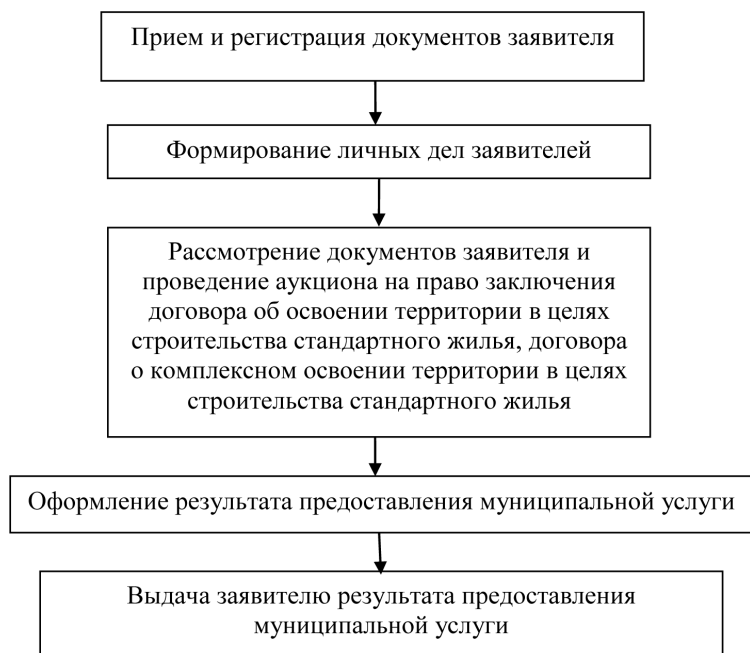 Прием и регистрация документов заявителя
Формирование личных дел заявителей
Рассмотрение документов заявителя и
проведение аукциона на право заключения
договора об освоении территории в целях
строительства стандартного жилья, договора
о комплексном освоении территории в целях
строительства стандартного жилья
Оформление результата предоставления муниципальной услуги
Выдача заявителю результата предоставления
муниципальной услуги